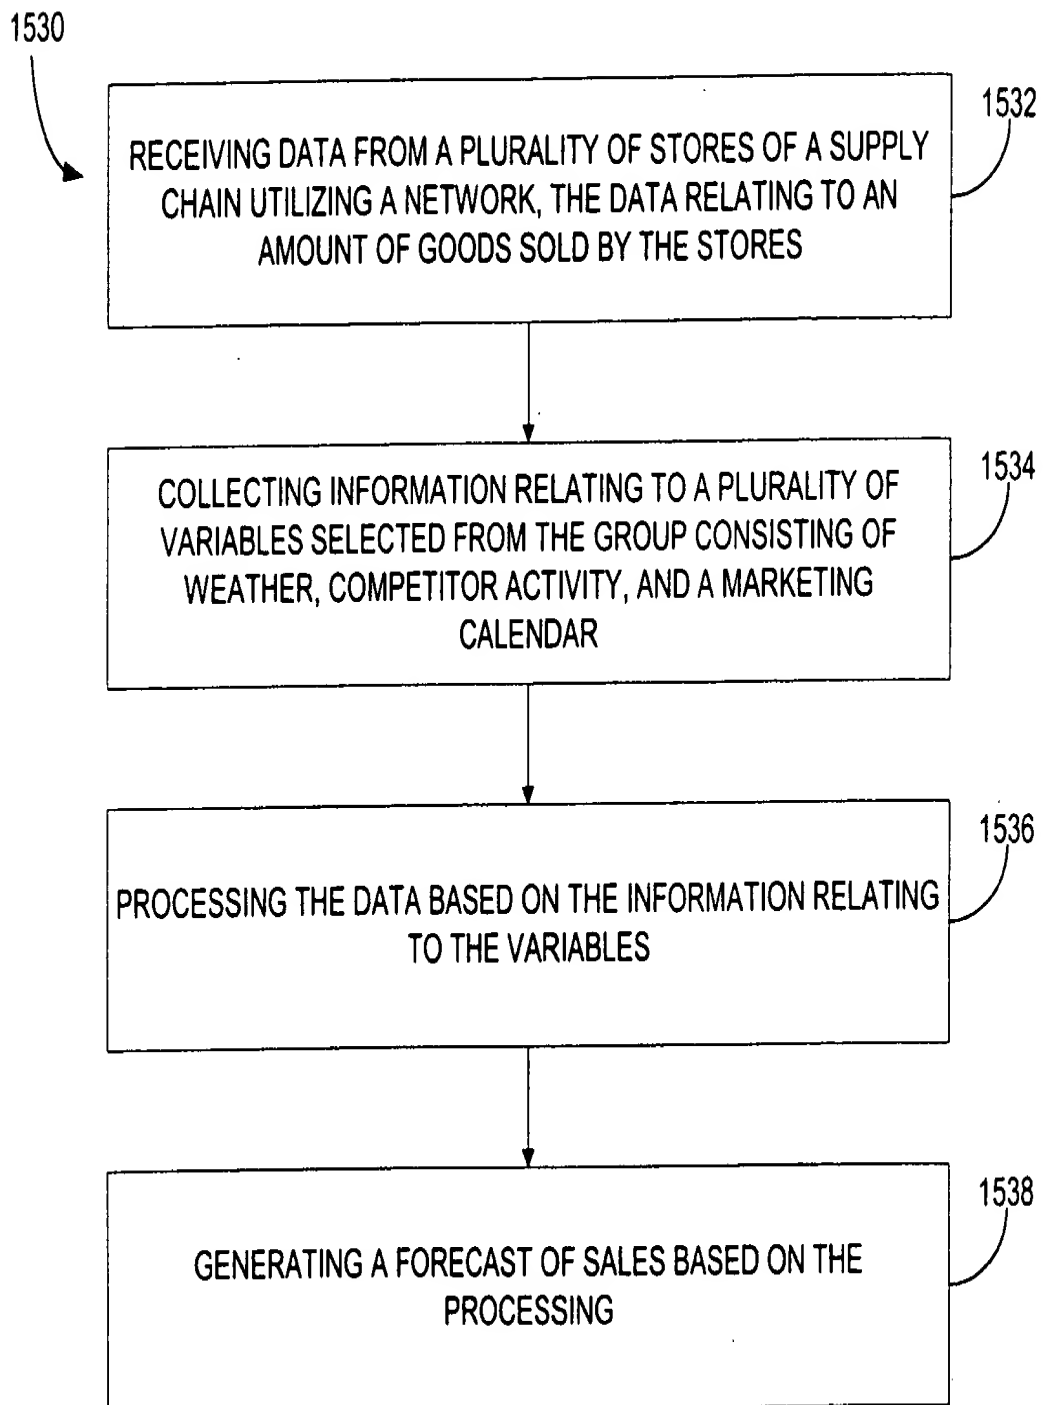 1530
1532
RECEIVING DATA FROM A PLURALITY OF STORES OF A SUPPLY
CHAIN UTILIZING A NETWORK, THE DATA RELATING TO AN
AMOUNT OF GOODS SOLD BY THE STORES
1534
COLLECTING INFORMATION RELATING TO A PLURALITY OF
VARIABLES SELECTED FROM THE GROUP CONSISTING OF
WEATHER, COMPETITOR ACTIVITY, AND A MARKETING
CALENDAR
1536
PROCESSING THE DATA BASED ON THE INFORMATION RELATING
TO THE VARIABLES
1538
GENERATING A FORECAST OF SALES BASED ON THE
PROCESSING